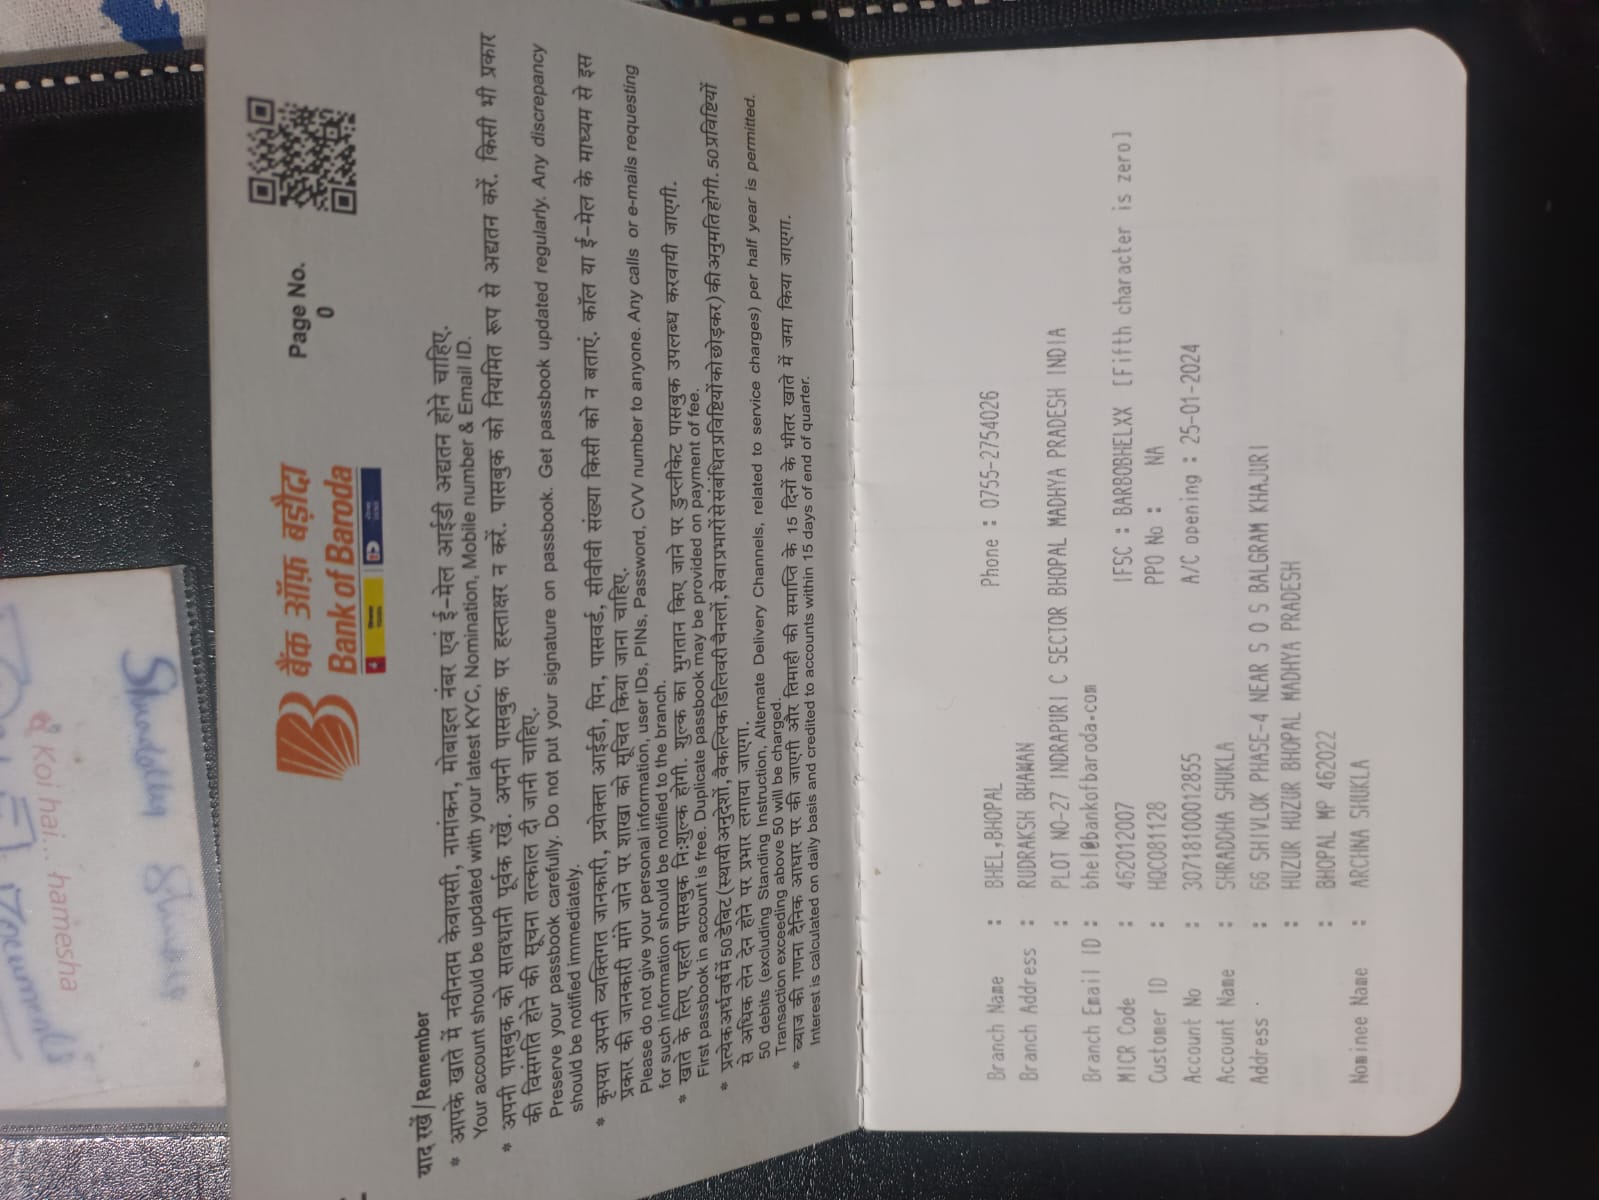 बैंक ऑफ़ बड़ौदा
Bank of Baroda
Page No.
0
याद रखें / Remember
* आपके खाते में नवीनतम केवायसी, नामांकन, मोबाइल नंबर एवं ई-मेल आईडी अद्यतन होने चाहिए.
Your account should be updated with your latest KYC, Nomination, Mobile number & Email ID.
* अपनी पासबुक को सावधानी पूर्वक रखें. अपनी पासबुक पर हस्ताक्षर न करें. पासबुक को नियमित रूप से अद्यतन करें. किसी भी प्रकार
की विसंगति होने की सूचना तत्काल दी जानी चाहिए.
Preserve your passbook carefully. Do not put your signature on passbook. Get passbook updated regularly. Any discrepancy
should be notified immediately.
* कृपया अपनी व्यक्तिगत जानकारी, प्रयोक्ता आईडी, पिन, पासवर्ड, सीवीवी संख्या किसी को न बताएं. कॉल या ई-मेल के माध्यम से इस
प्रकार की जानकारी मांगे जाने पर शाखा को सूचित किया जाना चाहिए.
Please do not give your personal information, user IDs, PINs, Password, CVV number to anyone. Any calls or e-mails requesting
for such information should be notified to the branch.
* खाते के लिए पहली पासबुक नि:शुल्क होगी. शुल्क का भुगतान किए जाने पर डुप्लीकेट पासबुक उपलब्ध करवायी जाएगी.
First passbook in account is free. Duplicate passbook may be provided on payment of fee.
* प्रत्येक अर्धवर्ष में 50 डेबिट (स्थायी अनुदेशों, वैकल्पिक डिलिवरी चैनलों, सेवा प्रभारों से संबंधित प्रविष्टियों को छोड़कर) की अनुमति होगी. 50 प्रविष्टियों
से अधिक लेन देन होने पर प्रभार लगाया जाएगा.
50 debits (excluding Standing Instruction, Alternate Delivery Channels, related to service charges) per half year is permitted.
Transaction exceeding above 50 will be charged.
* ब्याज की गणना दैनिक आधार पर की जाएगी और तिमाही की समाप्ति के 15 दिनों के भीतर खाते में जमा किया जाएगा.
Interest is calculated on daily basis and credited to accounts within 15 days of end of quarter.
Branch Name : BHEL,BHOPAL Phone : 0755-2754026
Branch Address : RUDRAKSH BHAWAN
: PLOT NO-27 INDRAPURI C SECTOR BHOPAL MADHYA PRADESH INDIA
Branch Email ID : bhel@bankofbaroda.com
MICR Code : 462012007 IFSC : BARB0BHELXX [Fifth character is zero]
Customer ID : HQC081128 PPO No : NA
Account No : 30718100012855 A/C opening : 25-01-2024
Account Name : SHRADDHA SHUKLA
Address : 66 SHIVLOK PHASE-4 NEAR S O S BALGRAM KHAJURI
: HUZUR HUZUR BHOPAL MADHYA PRADESH
: BHOPAL MP 462022
Nominee Name : ARCHNA SHUKLA
Koi hai... hamesha
Documents